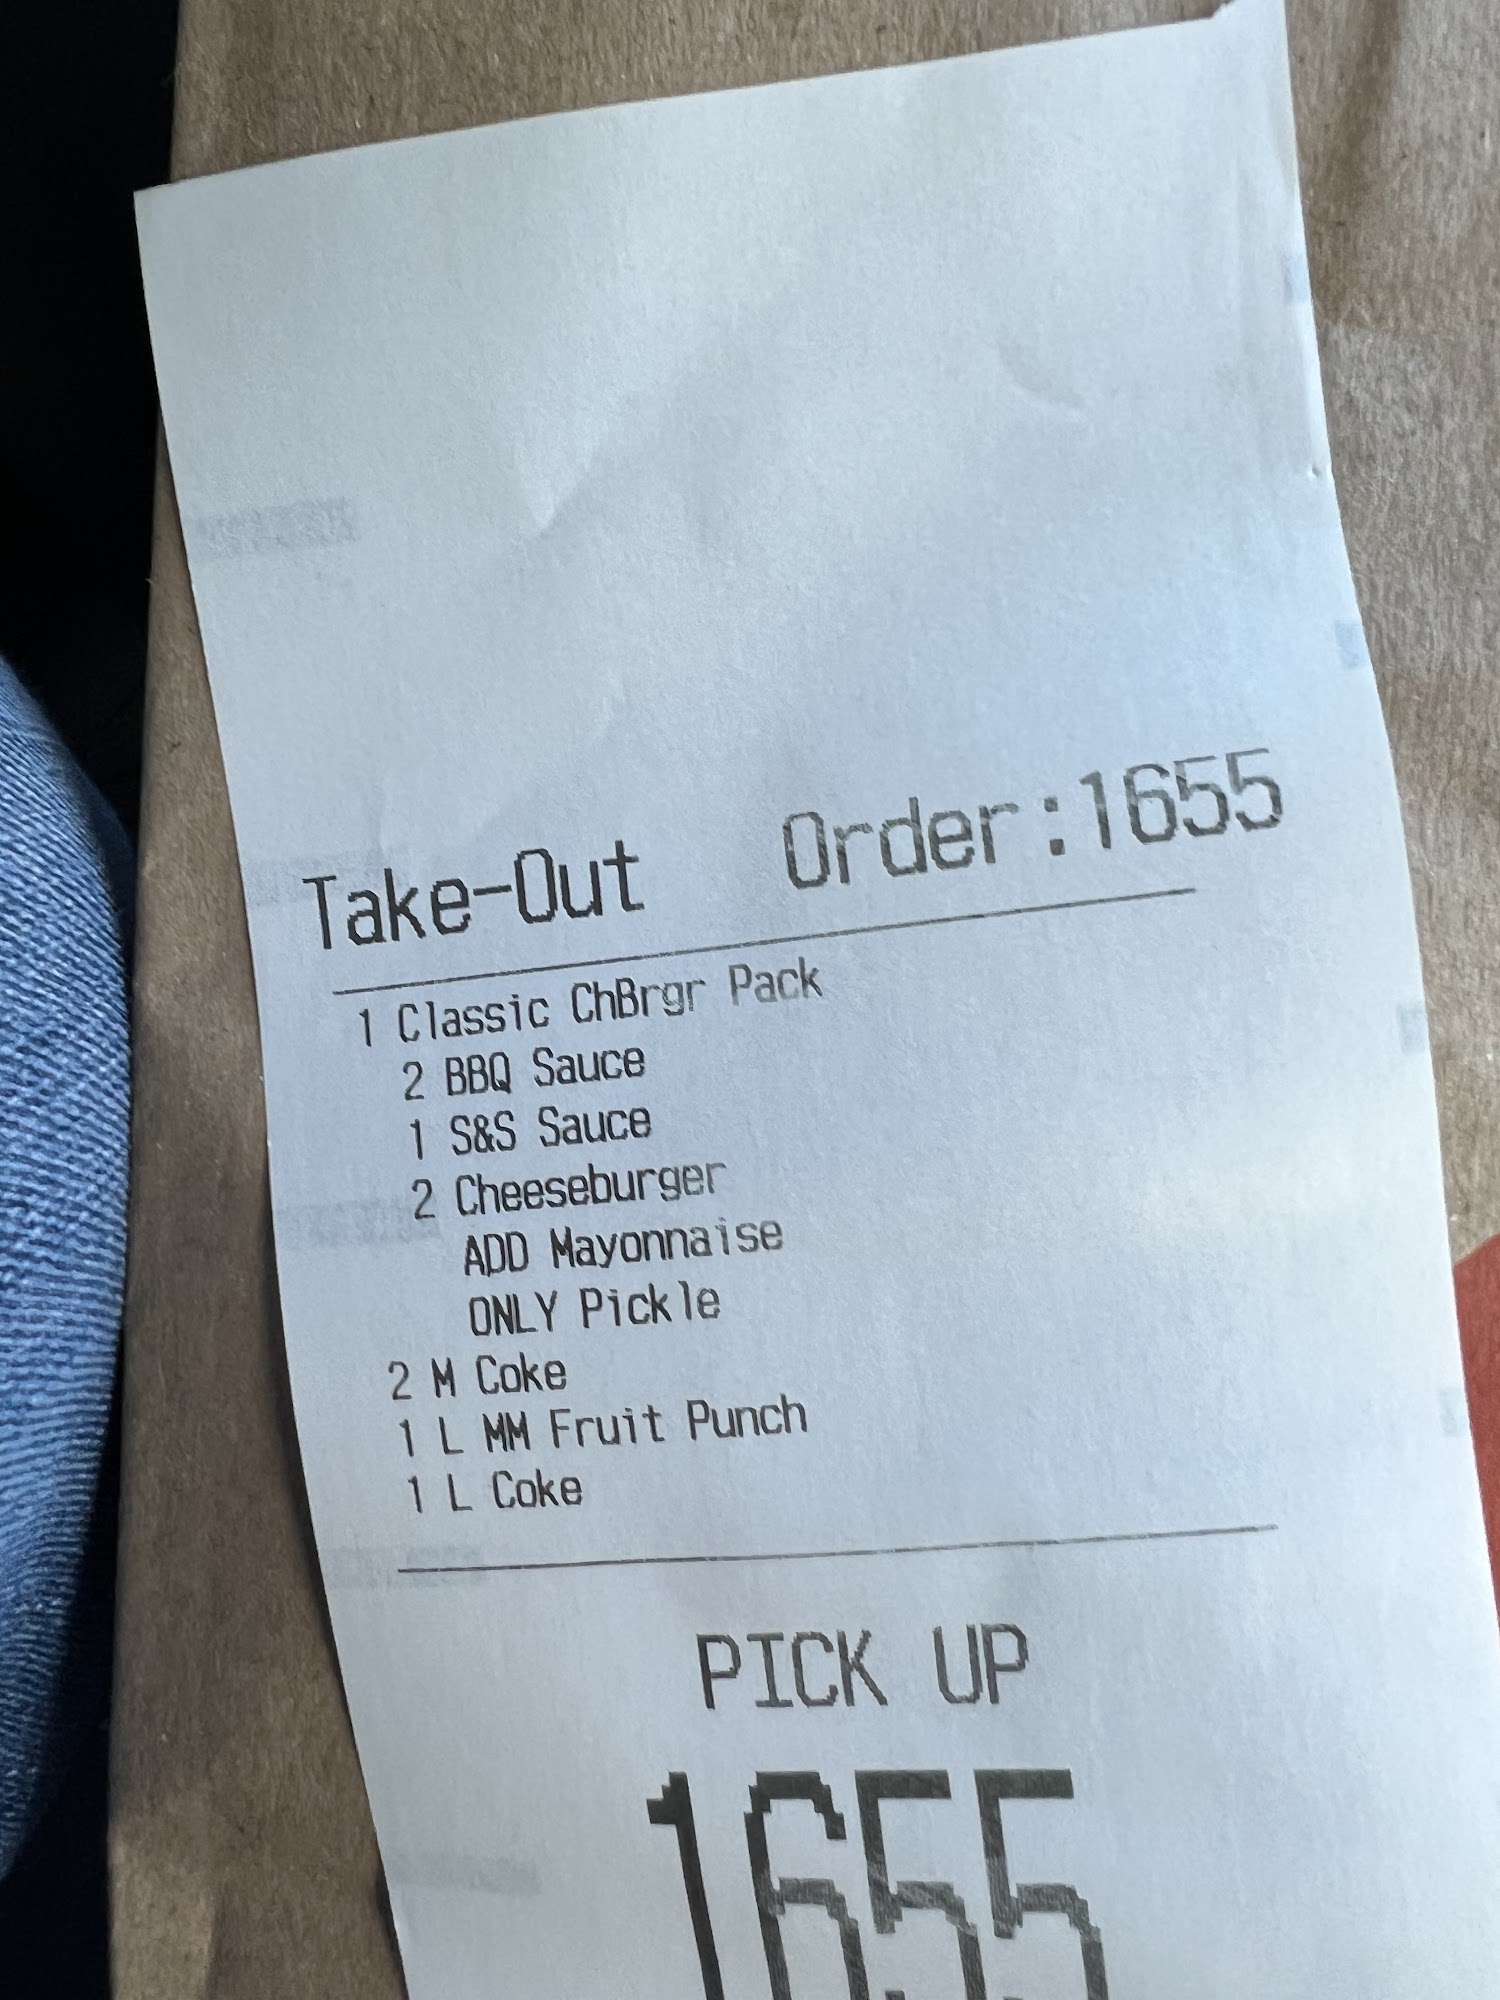 Take-Out Order:1655
1 Classic ChBrgr Pack
2 BBQ Sauce
1 S&S Sauce
2 Cheeseburger
ADD Mayonnaise
ONLY Pickle
2 M Coke
1 L MM Fruit Punch
1 L Coke
PICK UP
1655